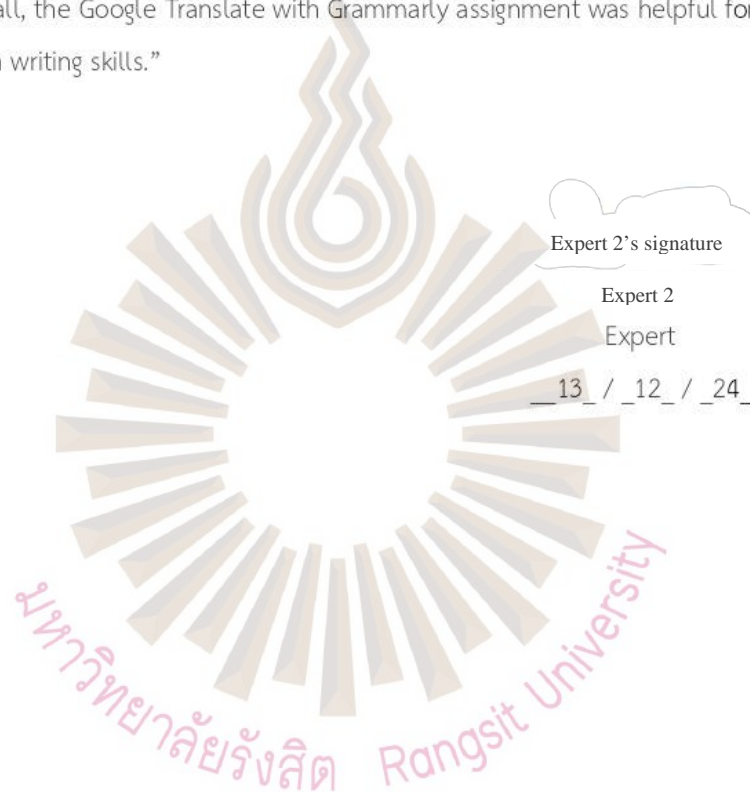 all, the Google Translate with Grammarly assignment was helpful for
writing skills.”
Expert 2’s signature
Expert 2
Expert
__13_ / _12_ / _24_
มหาวิทยาลัยรังสิต Rangsit University